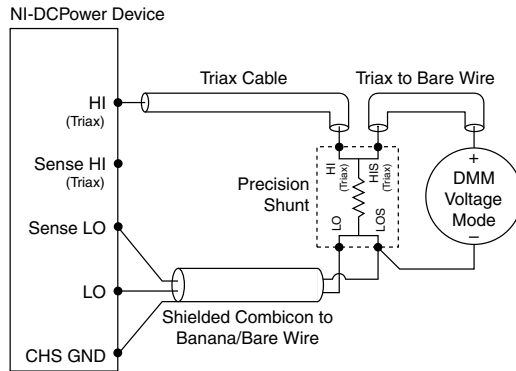 NI-DCPower Device
Triax Cable
Triax to Bare Wire
HI
(Triax)
Sense HI
(Triax)
Sense LO
LO
CHS GND
Precision
Shunt
HI
(Triax)
HIS
(Triax)
LO
LOS
+
DMM
Voltage
Mode
–
Shielded Combicon to
Banana/Bare Wire